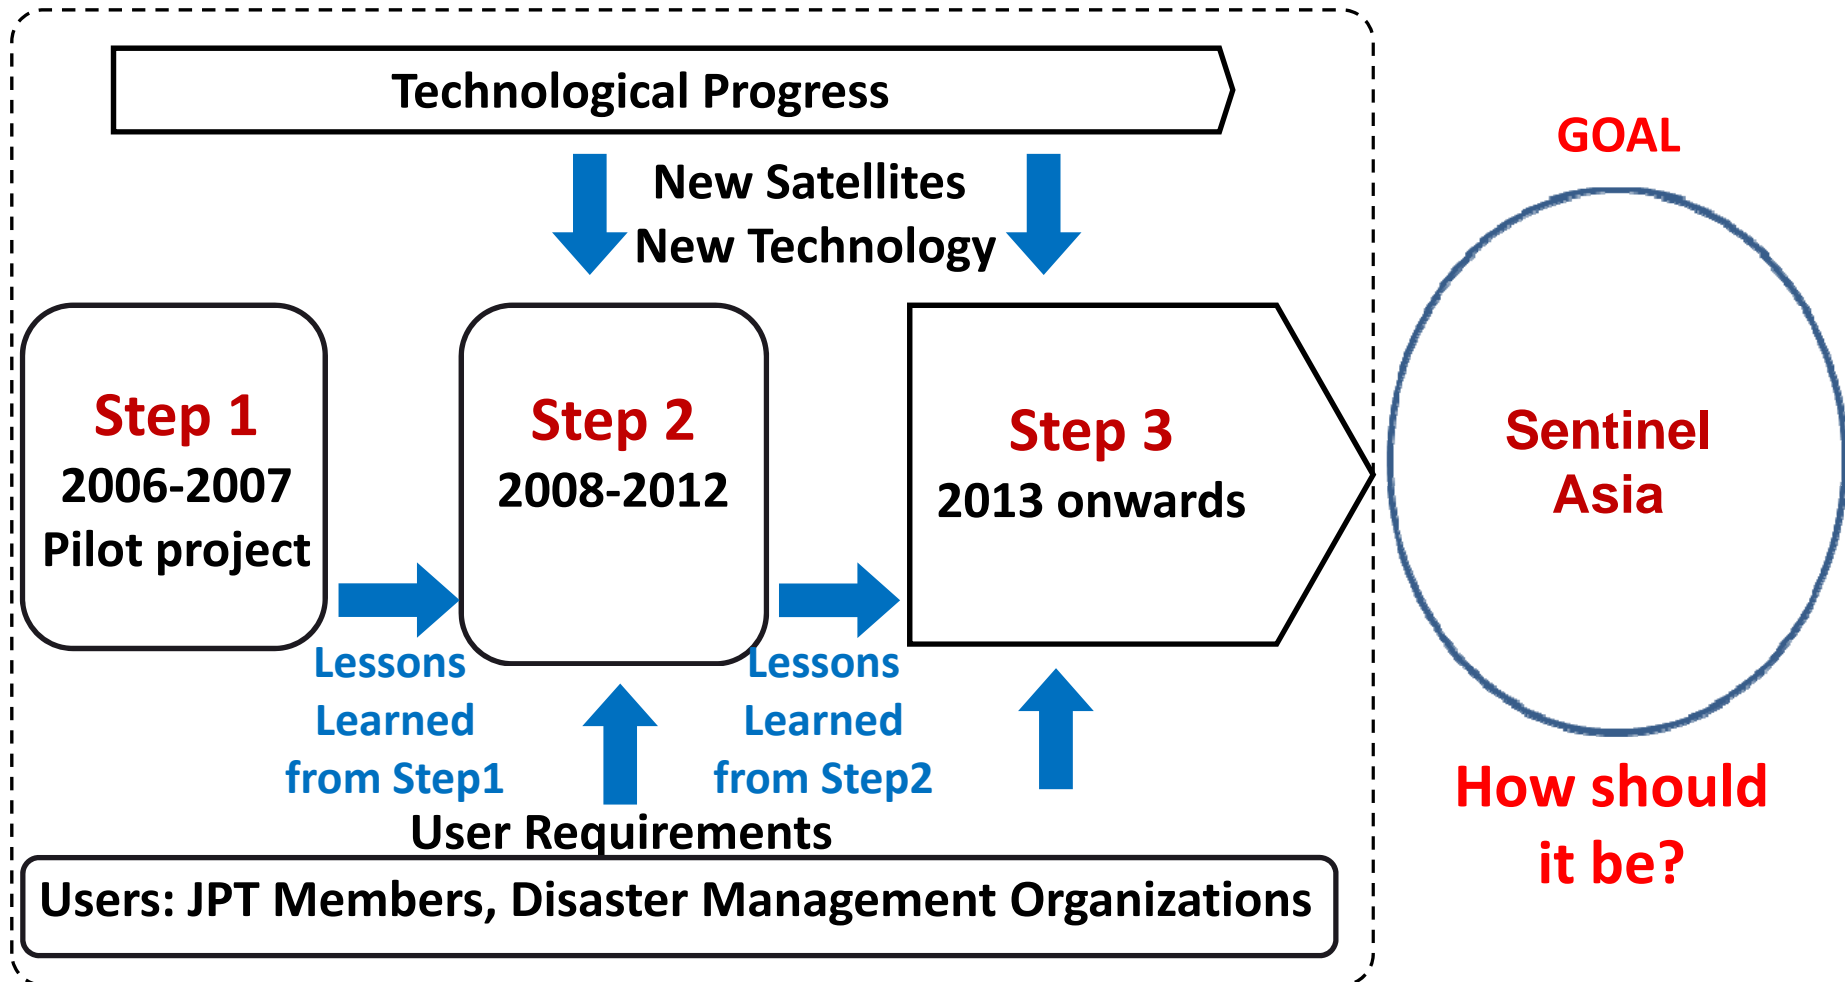 Technological Progress
New Satellites
New Technology
Step 1
2006-2007
Pilot project
Step 2
2008-2012
Step 3
2013 onwards
Lessons
Learned
from Step1
Lessons
Learned
from Step2
User Requirements
Users: JPT Members, Disaster Management Organizations
GOAL
Sentinel
Asia
How should
it be?